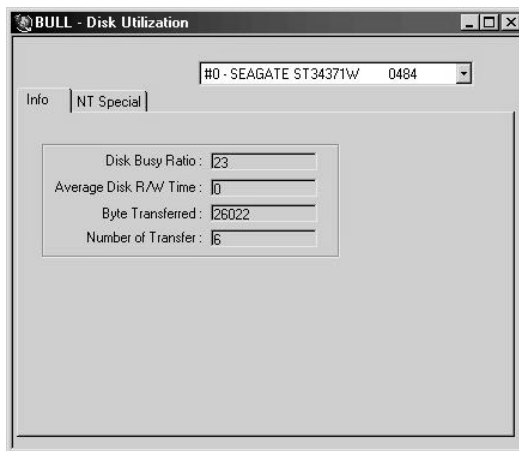 BULL - Disk Utilization
#0 - SEAGATE ST34371W 0484
Info NT Special
Disk Busy Ratio : 23
Average Disk R/W Time : 0
Byte Transferred : 26022
Number of Transfer : 6